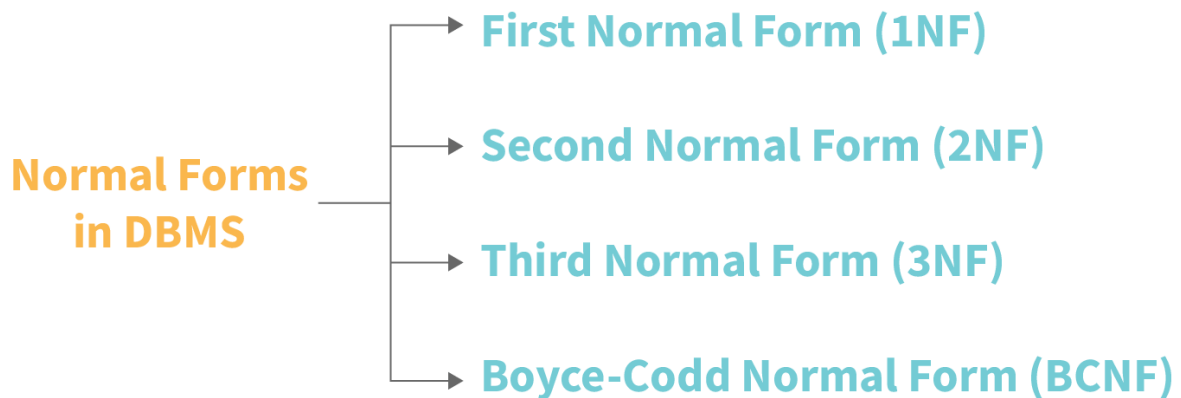 Normal Forms
in DBMS
First Normal Form (1NF)
Second Normal Form (2NF)
Third Normal Form (3NF)
Boyce-Codd Normal Form (BCNF)